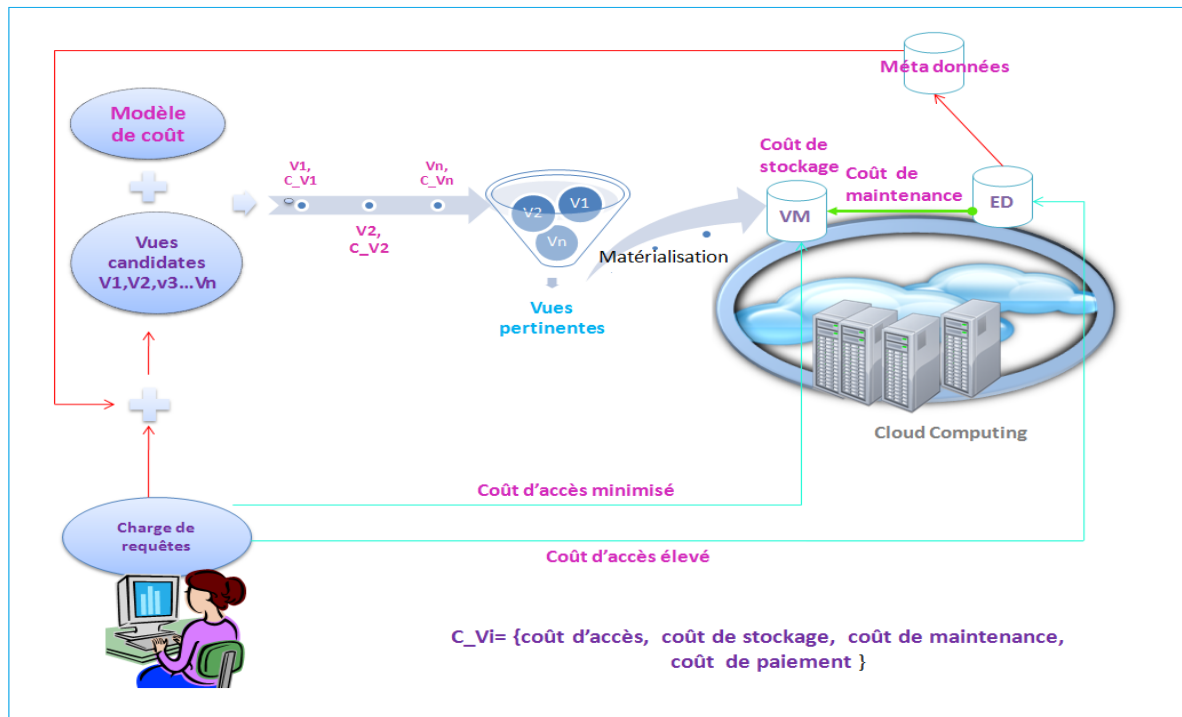 Méta données
Modèle
de coût
V1,
C_V1
Vn,
C_Vn
V2,
C_V2
V2
V1
Vn
Coût de
stockage
Coût de
maintenance
VM
ED
Vues
candidates
V1,V2,v3...Vn
Matérialisation
Vues
pertinentes
Cloud Computing
Coût d’accès minimisé
Charge de
requêtes
Coût d’accès élevé
C_Vi= {coût d’accès, coût de stockage, coût de maintenance,
coût de paiement }